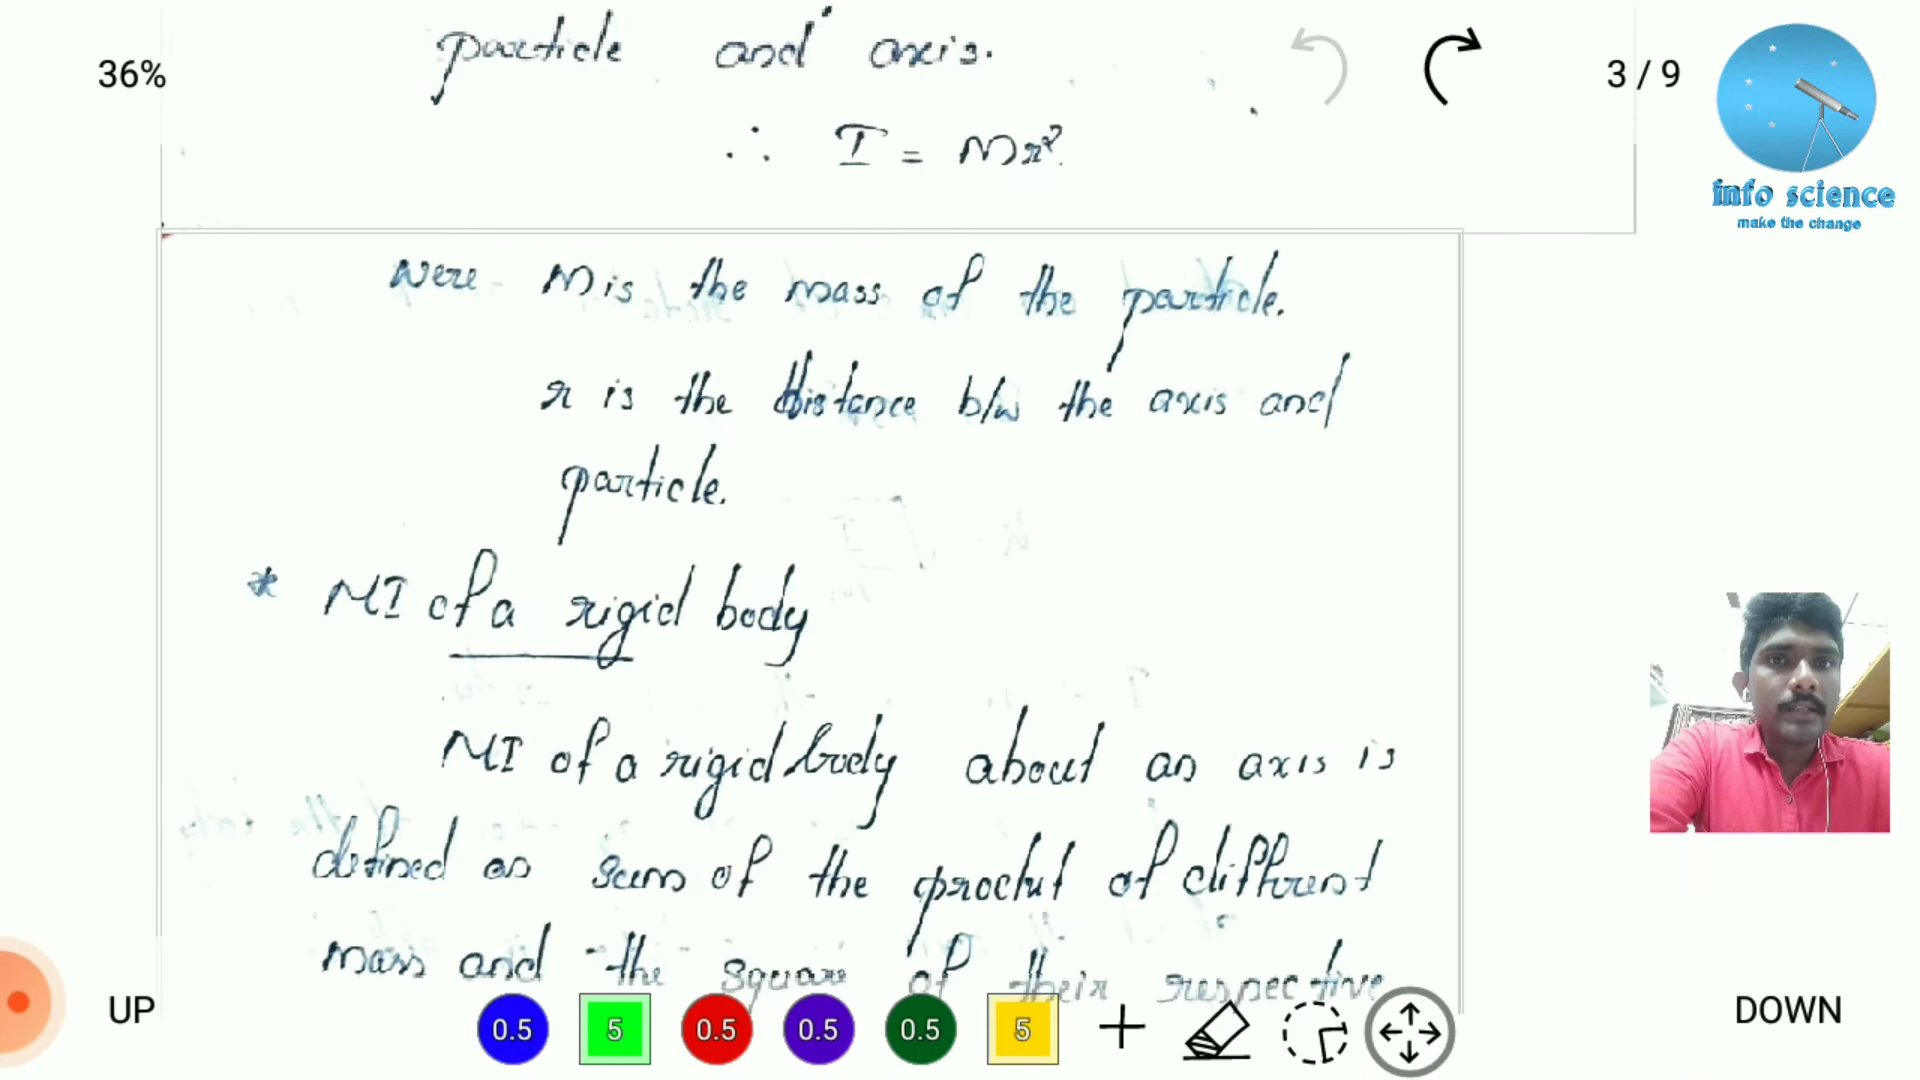 particle and axis.
36%
3 / 9
∴ I = Mr².
info science
make the change
were M is the mass of the particle.
r is the distance b/w the axis and
particle.
* MI of a rigid body
MI of a rigid body about an axis is
defined as sum of the produt of different
mass and the square of their respective
UP
0.5 5 0.5 0.5 0.5 5
DOWN